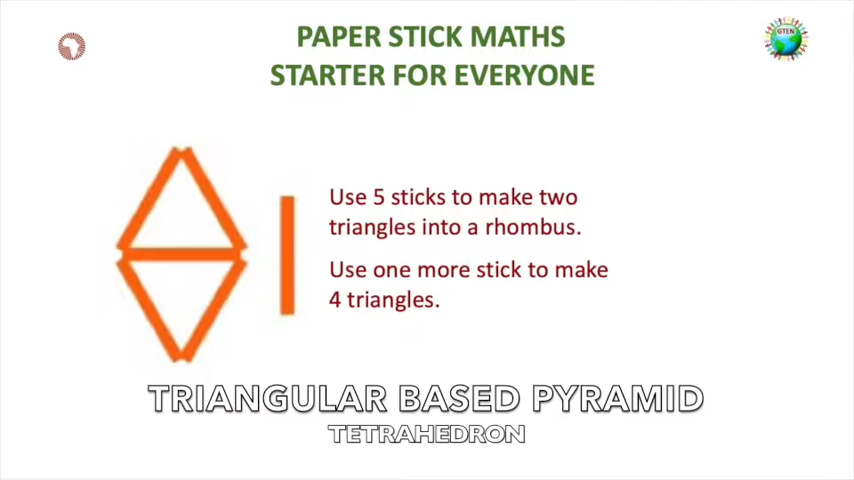 PAPER STICK MATHS
STARTER FOR EVERYONE
GTEN
Use 5 sticks to make two
triangles into a rhombus.
Use one more stick to make
4 triangles.
TRIANGULAR BASED PYRAMID
TETRAHEDRON